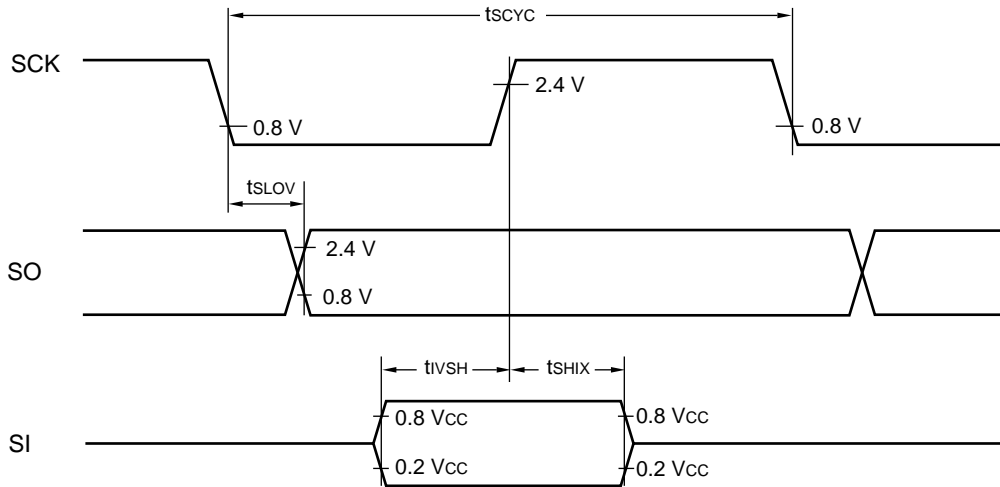 tSCYC
SCK
2.4 V
0.8 V
0.8 V
tSLOV
SO
2.4 V
0.8 V
tIVSH
tSHIX
SI
0.8 VCC
0.8 VCC
0.2 VCC
0.2 VCC